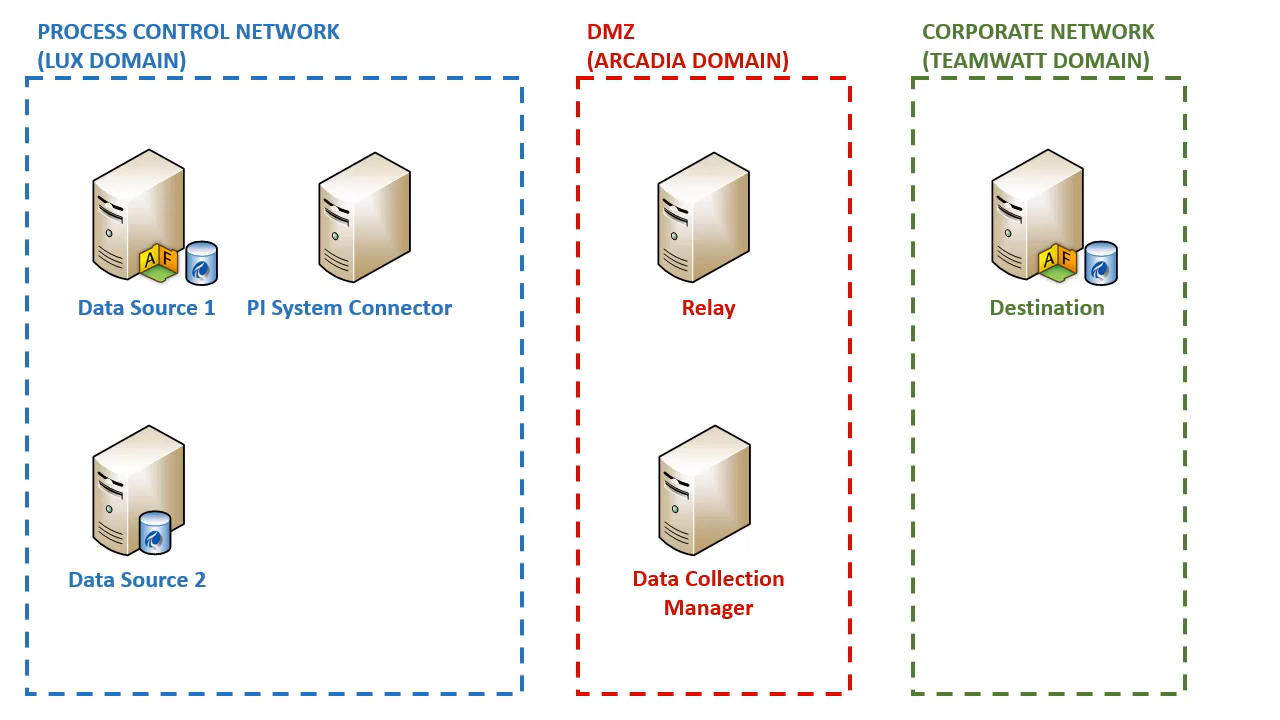 PROCESS CONTROL NETWORK
(LUX DOMAIN)
DMZ
(ARCADIA DOMAIN)
CORPORATE NETWORK
(TEAMWATT DOMAIN)
A F
A F
Data Source 1
PI System Connector
Relay
Destination
Data Source 2
Data Collection
Manager